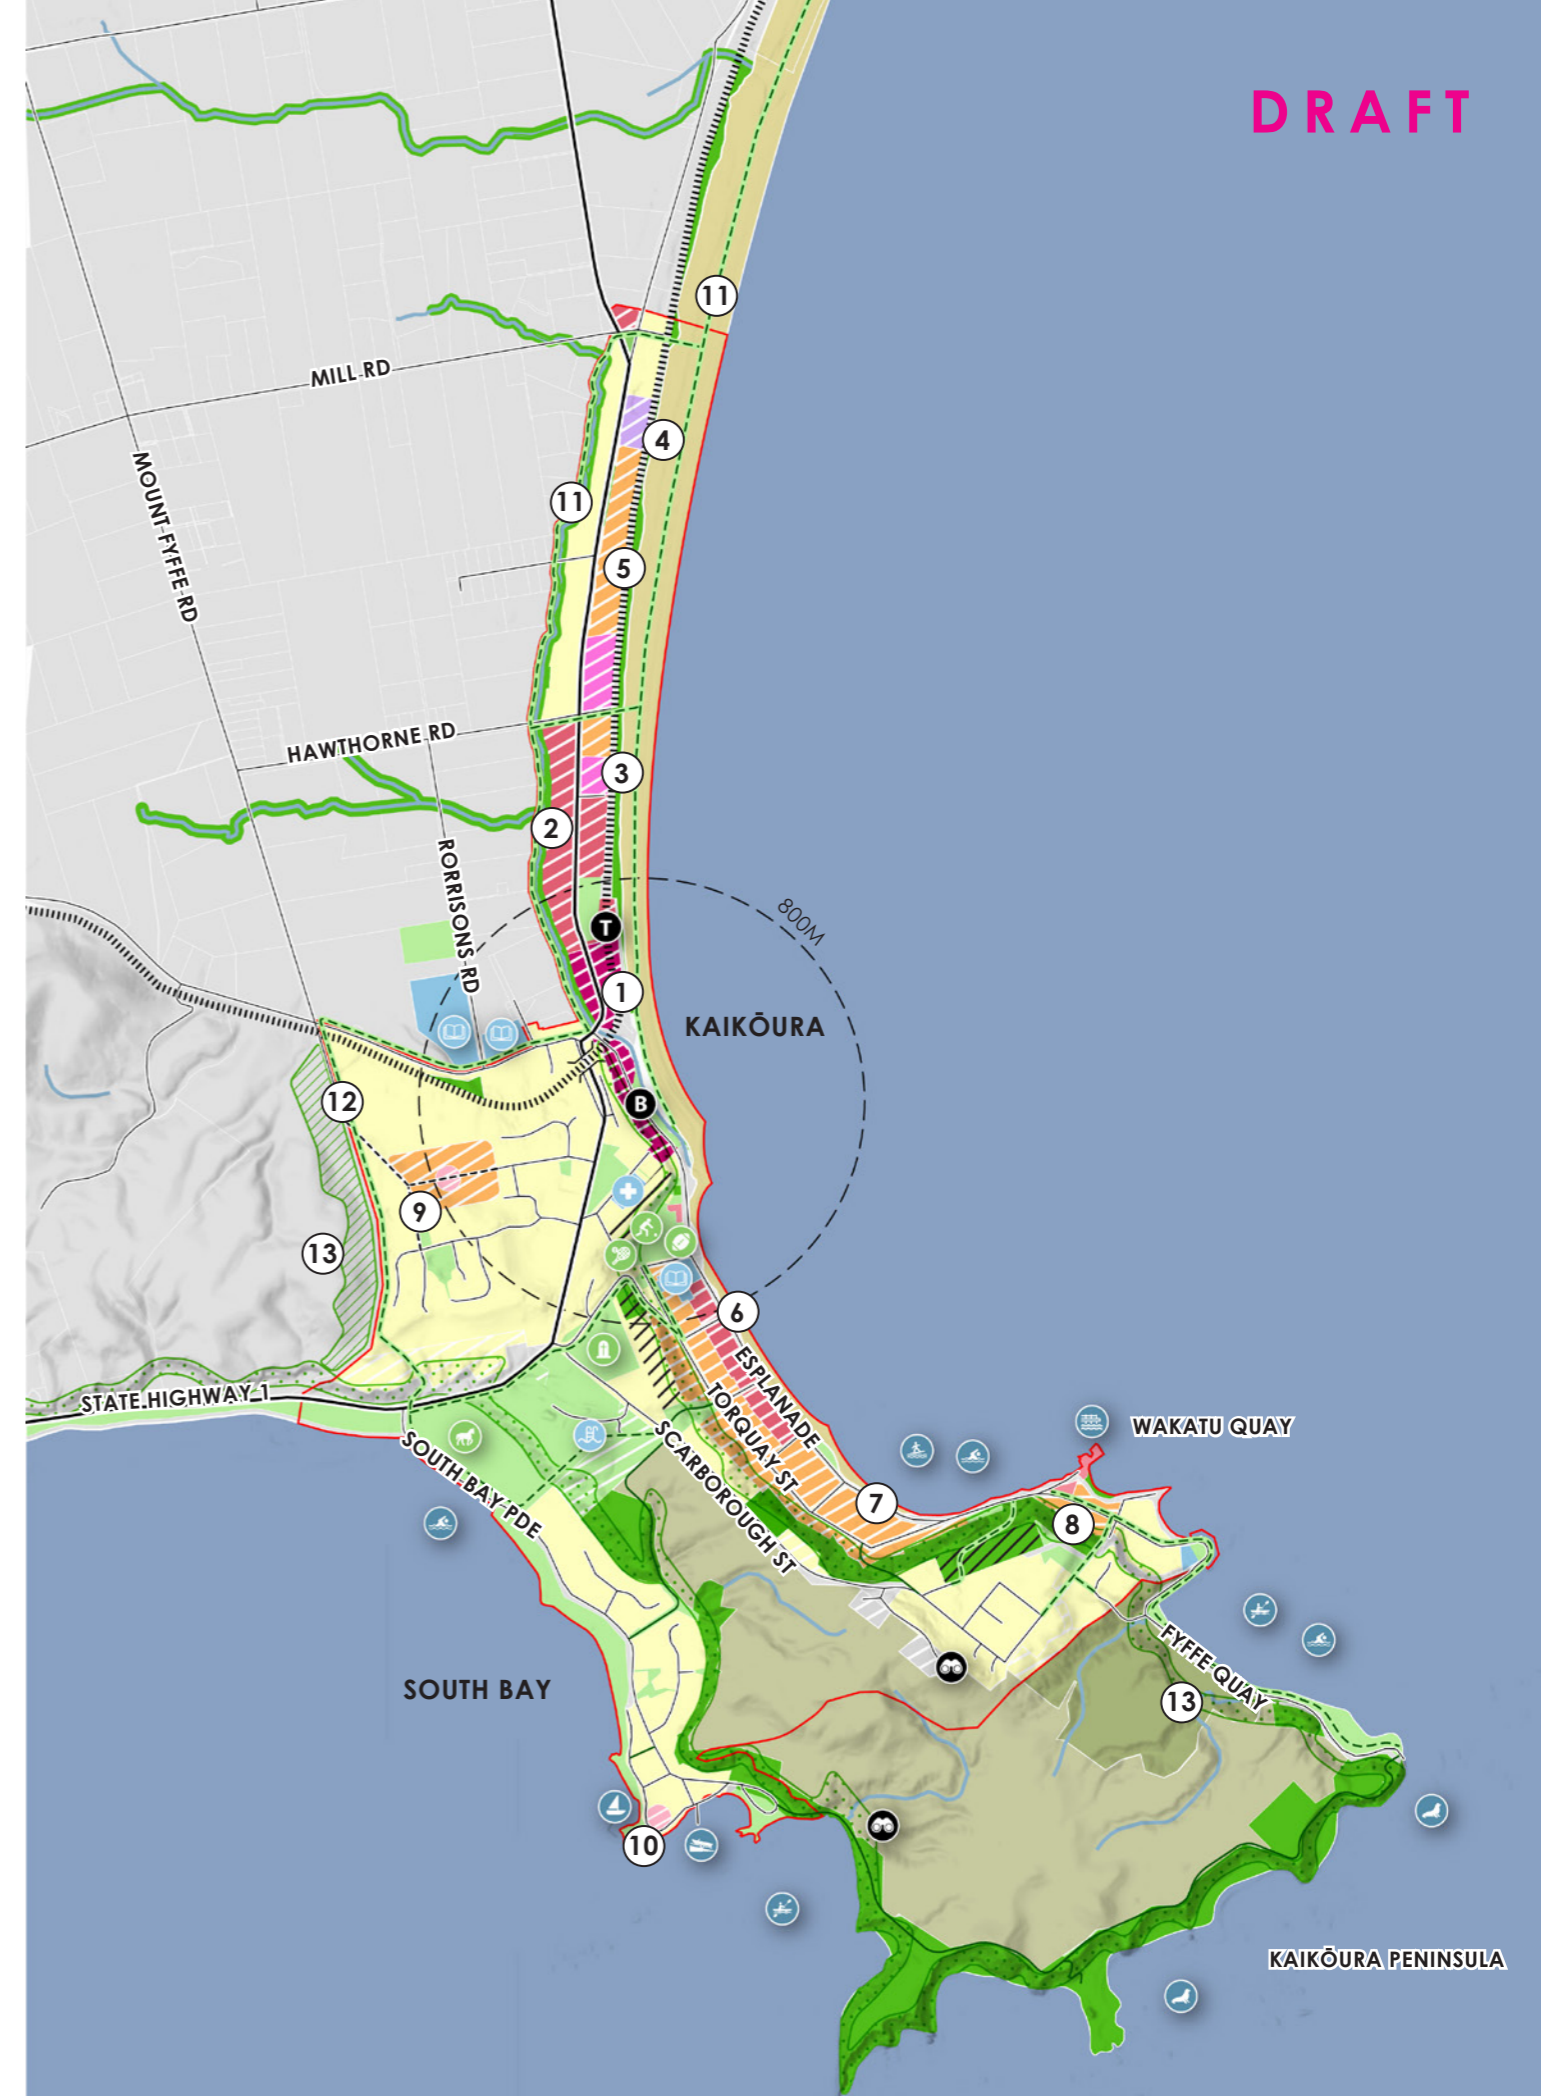 DRAFT
11
MILL RD
4
MOUNT FYFFE RD
11
5
HAWTHORNE RD
3
2
RORRISONS RD
800M
T
1
KAIKŌURA
12
B
9
13
6
ESPLANADE
STATE HIGHWAY 1
TORQUAY ST
WAKATU QUAY
SOUTH BAY PDE
SCARBOROUGH ST
7
8
FYFFE QUAY
SOUTH BAY
13
10
KAIKŌURA PENINSULA